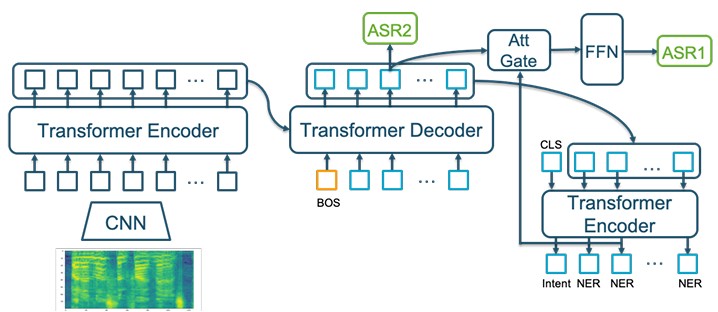 ASR2
Att
Gate
FFN
ASR1
...
...
Transformer Encoder
Transformer Decoder
CLS
...
...
...
BOS
CNN
Transformer
Encoder
...
Intent
NER
NER
NER